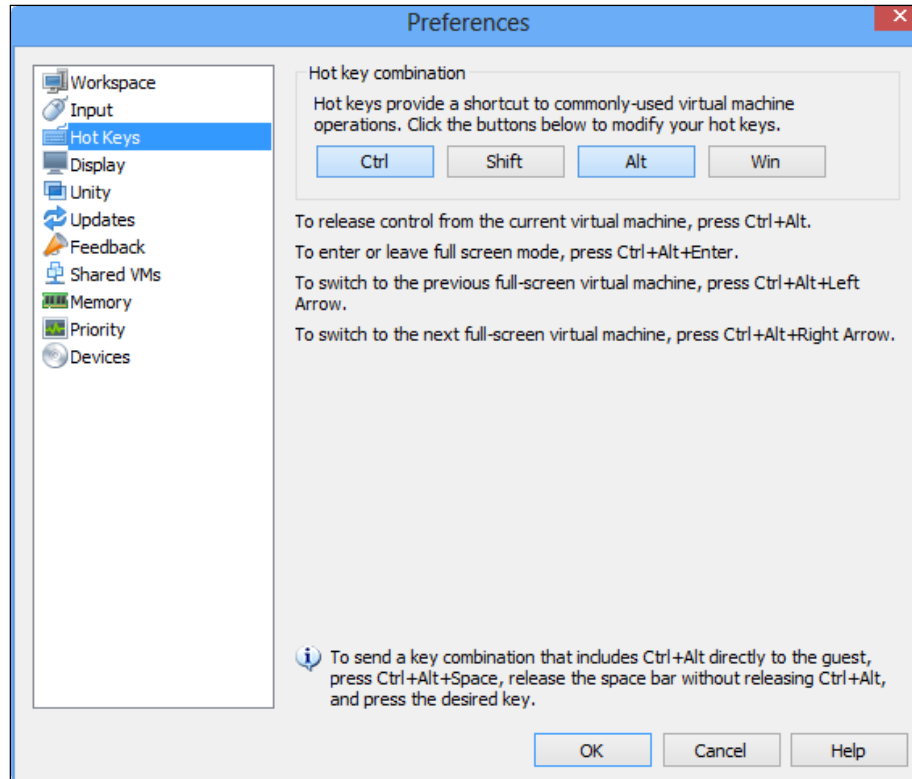 Preferences
Workspace
Input
Hot Keys
Display
Unity
Updates
Feedback
Shared VMs
Memory
Priority
Devices
Hot key combination
Hot keys provide a shortcut to commonly-used virtual machine
operations. Click the buttons below to modify your hot keys.
Ctrl Shift Alt Win
To release control from the current virtual machine, press Ctrl+Alt.
To enter or leave full screen mode, press Ctrl+Alt+Enter.
To switch to the previous full-screen virtual machine, press Ctrl+Alt+Left
Arrow.
To switch to the next full-screen virtual machine, press Ctrl+Alt+Right Arrow.
To send a key combination that includes Ctrl+Alt directly to the guest,
press Ctrl+Alt+Space, release the space bar without releasing Ctrl+Alt,
and press the desired key.
OK Cancel Help